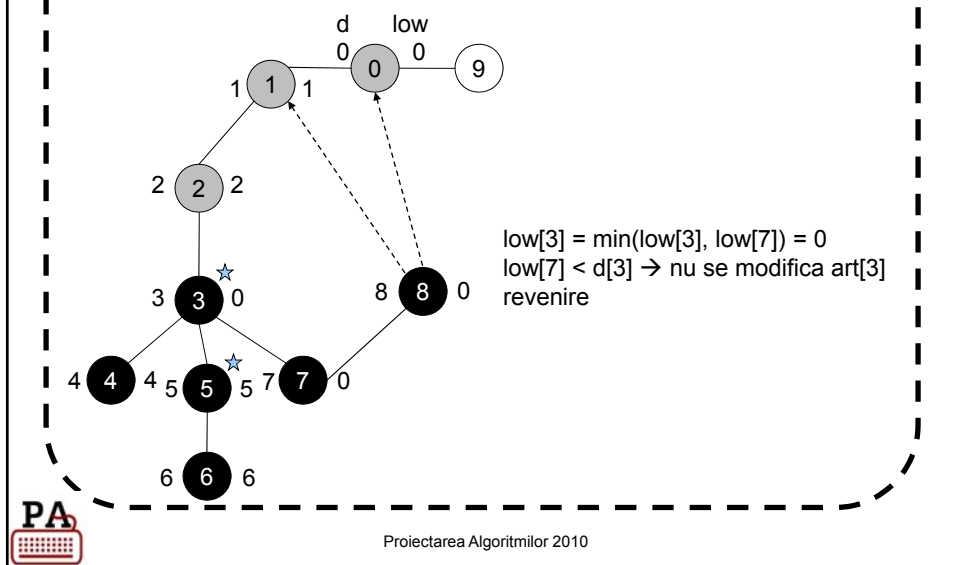 d low
0 0 0 9
1 1 1
2 2 2
low[3] = min(low[3], low[7]) = 0
low[7] < d[3] → nu se modifica art[3]
revenire
3 3 0
8 8 0
4 4 4
5 5 5
7 7 0
6 6 6
PA
Proiectarea Algoritmilor 2010